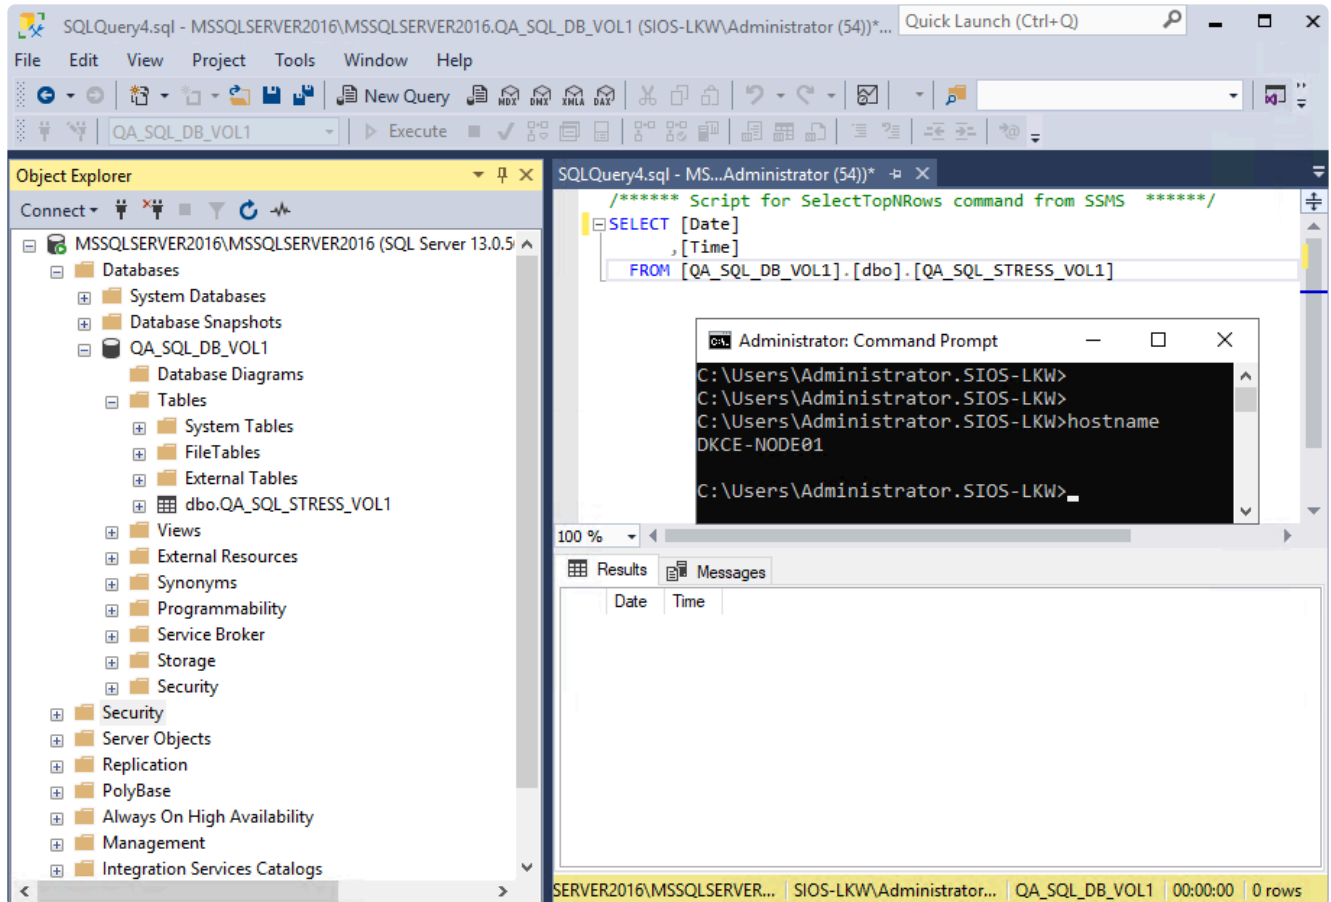 SQLQuery4.sql - MSSQLSERVER2016\MSSQLSERVER2016.QA_SQL_DB_VOL1 (SIOS-LKW\Administrator (54))*...
Quick Launch (Ctrl+Q)
File Edit View Project Tools Window Help
New Query MDX DMX XMLA DAX
QA_SQL_DB_VOL1 Execute
Object Explorer
Connect
MSSQLSERVER2016\MSSQLSERVER2016 (SQL Server 13.0.5
Databases
System Databases
Database Snapshots
QA_SQL_DB_VOL1
Database Diagrams
Tables
System Tables
FileTables
External Tables
dbo.QA_SQL_STRESS_VOL1
Views
External Resources
Synonyms
Programmability
Service Broker
Storage
Security
Security
Server Objects
Replication
PolyBase
Always On High Availability
Management
Integration Services Catalogs
SQLQuery4.sql - MS...Administrator (54))*
/****** Script for SelectTopNRows command from SSMS ******/
SELECT [Date]
,[Time]
FROM [QA_SQL_DB_VOL1].[dbo].[QA_SQL_STRESS_VOL1]
Administrator: Command Prompt
C:\Users\Administrator.SIOS-LKW>
C:\Users\Administrator.SIOS-LKW>
C:\Users\Administrator.SIOS-LKW>hostname
DKCE-NODE01
C:\Users\Administrator.SIOS-LKW>
100 %
Results Messages
Date Time
SERVER2016\MSSQLSERVER... SIOS-LKW\Administrator... QA_SQL_DB_VOL1 00:00:00 0 rows